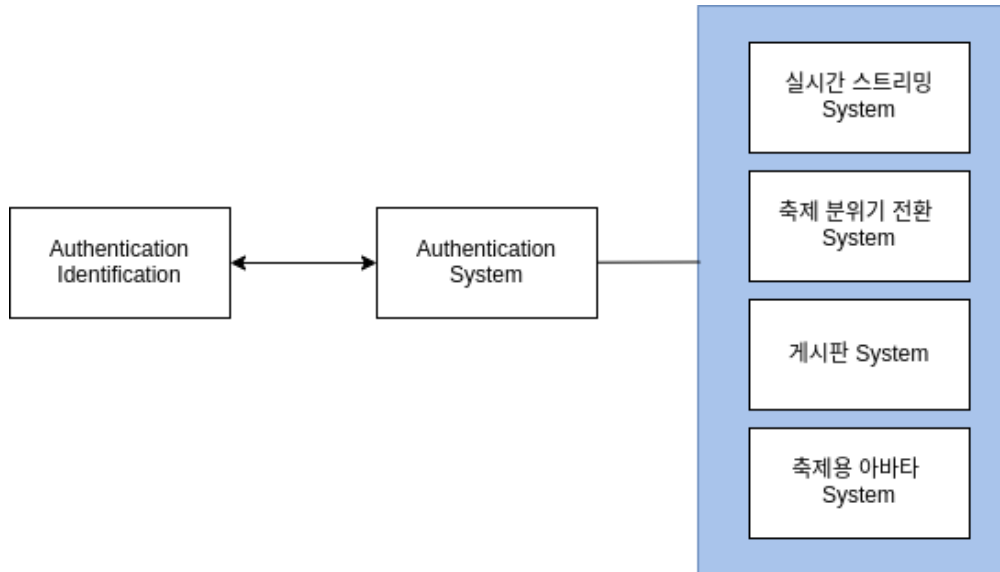 Authentication
Identification
Authentication
System
실시간 스트리밍
System
축제 분위기 전환
System
게시판 System
축제용 아바타
System